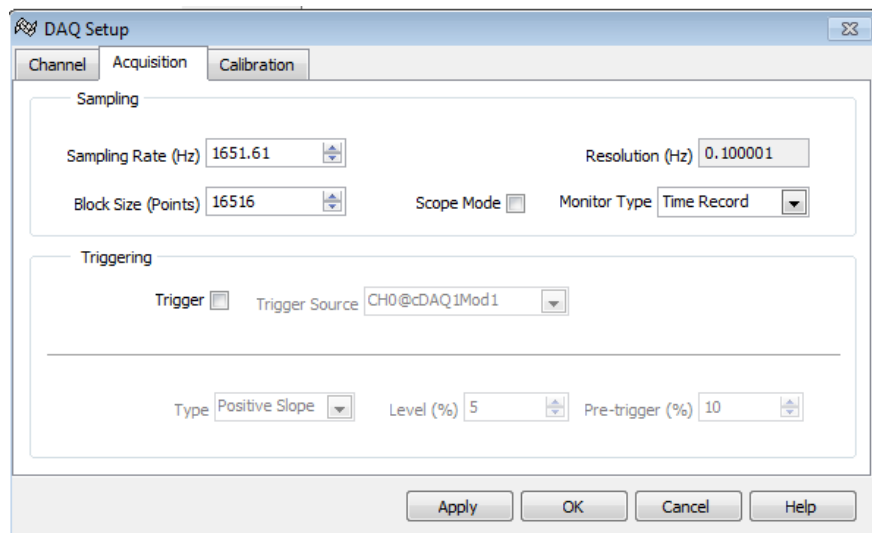 DAQ Setup
Channel Acquisition Calibration
Sampling
Sampling Rate (Hz) 1651.61 Resolution (Hz) 0.100001
Block Size (Points) 16516 Scope Mode Monitor Type Time Record
Triggering
Trigger Trigger Source CH0@cDAQ1Mod1
Type Positive Slope Level (%) 5 Pre-trigger (%) 10
Apply OK Cancel Help